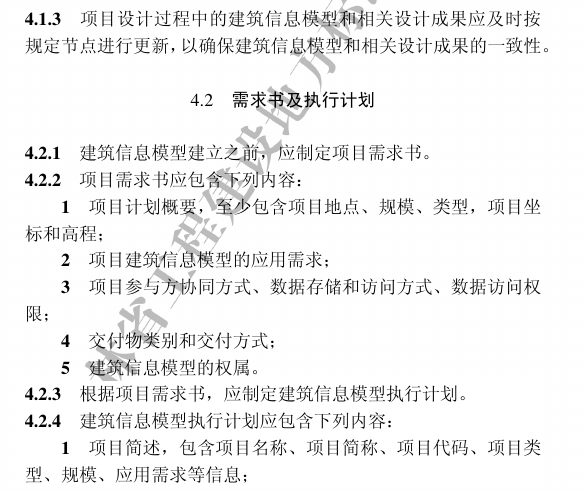 4.1.3 项目设计过程中的建筑信息模型和相关设计成果应及时按
规定节点进行更新，以确保建筑信息模型和相关设计成果的一致性。
4.2 需求书及执行计划
4.2.1 建筑信息模型建立之前，应制定项目需求书。
4.2.2 项目需求书应包含下列内容：
1 项目计划概要，至少包含项目地点、规模、类型，项目坐
标和高程；
2 项目建筑信息模型的应用需求；
3 项目参与方协同方式、数据存储和访问方式、数据访问权
限；
4 交付物类别和交付方式；
5 建筑信息模型的权属。
4.2.3 根据项目需求书，应制定建筑信息模型执行计划。
4.2.4 建筑信息模型执行计划应包含下列内容：
1 项目简述，包含项目名称、项目简称、项目代码、项目类
型、规模、应用需求等信息；
林省工程建设地方标